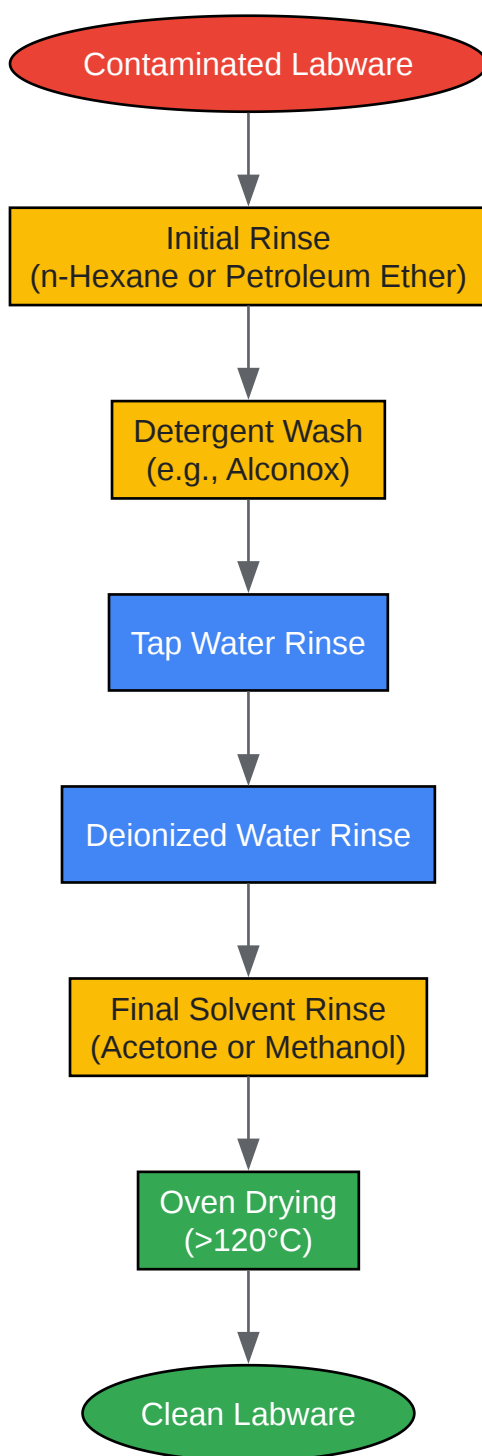 Contaminated Labware
Initial Rinse
(n-Hexane or Petroleum Ether)
Detergent Wash
(e.g., Alconox)
Tap Water Rinse
Deionized Water Rinse
Final Solvent Rinse
(Acetone or Methanol)
Oven Drying
(>120°C)
Clean Labware